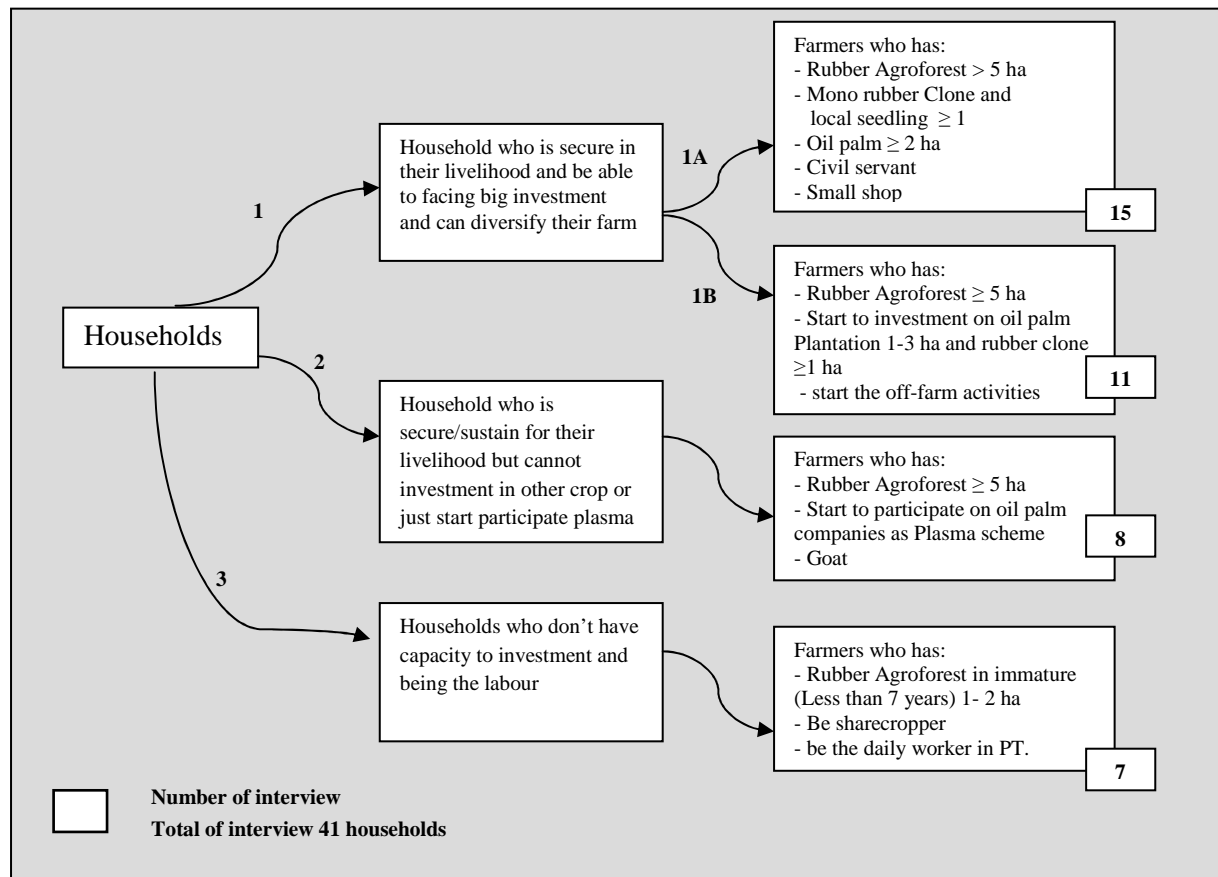 Households
1
Household who is secure in
their livelihood and be able
to facing big investment
and can diversify their farm
1A
Farmers who has:
- Rubber Agroforest > 5 ha
- Mono rubber Clone and
local seedling ≥ 1
- Oil palm ≥ 2 ha
- Civil servant
- Small shop
15
1B
Farmers who has:
- Rubber Agroforest ≥ 5 ha
- Start to investment on oil palm
Plantation 1-3 ha and rubber clone
≥1 ha
- start the off-farm activities
11
2
Household who is
secure/sustain for their
livelihood but cannot
investment in other crop or
just start participate plasma
Farmers who has:
- Rubber Agroforest ≥ 5 ha
- Start to participate on oil palm
companies as Plasma scheme
- Goat
8
3
Households who don't have
capacity to investment and
being the labour
Farmers who has:
- Rubber Agroforest in immature
(Less than 7 years) 1- 2 ha
- Be sharecropper
- be the daily worker in PT.
7
Number of interview
Total of interview 41 households